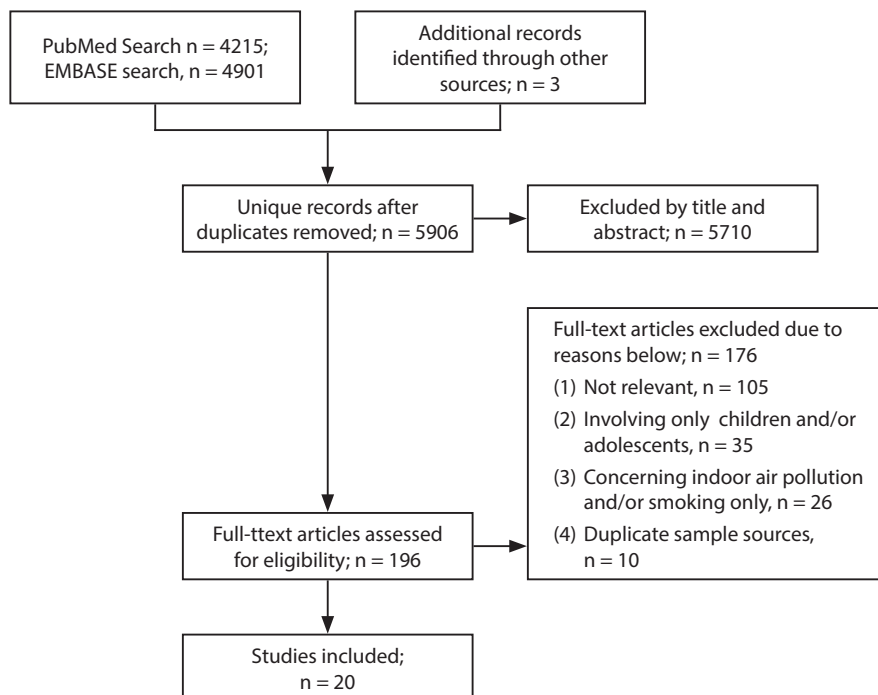 PubMed Search n = 4215;
EMBASE search, n = 4901
Additional records
identified through other
sources; n = 3
Unique records after
duplicates removed; n = 5906
Excluded by title and
abstract; n = 5710
Full-text articles excluded due to
reasons below; n = 176
(1) Not relevant, n = 105
(2) Involving only children and/or
adolescents, n = 35
(3) Concerning indoor air pollution
and/or smoking only, n = 26
(4) Duplicate sample sources,
n = 10
Full-ttext articles assessed
for eligibility; n = 196
Studies included;
n = 20